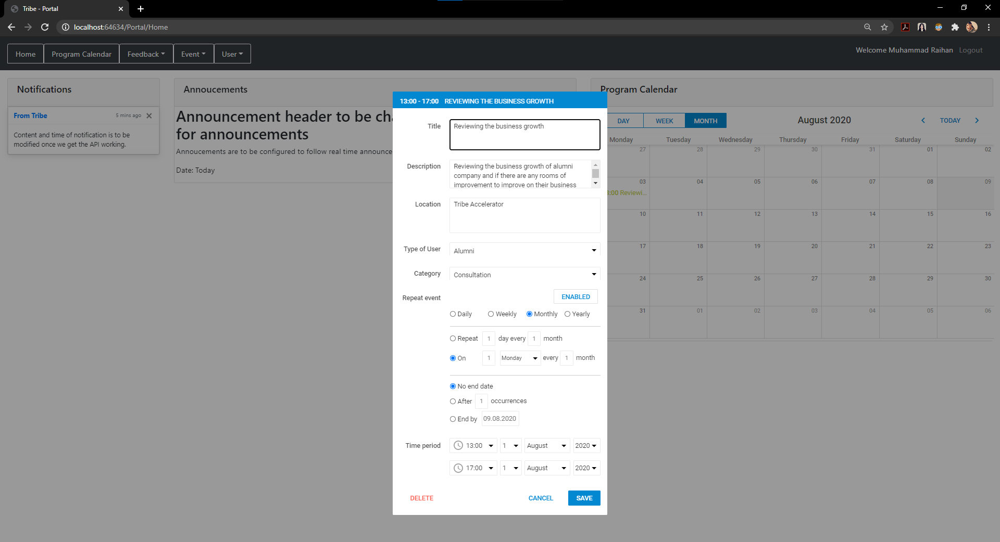 Tribe - Portal
localhost:64634/Portal/Home
Home
Program Calendar
Feedback
Event
User
Welcome Muhammad Raihan
Logout
Notifications
From Tribe
5 mins ago
Content and time of notification is to be
modified once we get the API working.
Annoucements
Announcement header to be cha
for announcements
Annoucements are to be configured to follow real time announce
Date: Today
13:00 - 17:00 REVIEWING THE BUSINESS GROWTH
Title
Reviewing the business growth
Description
Reviewing the business growth of alumni
company and if there are any rooms of
improvement to improve on their business
Location
Tribe Accelerator
Type of User
Alumni
Category
Consultation
Repeat event
ENABLED
Daily
Weekly
Monthly
Yearly
Repeat 1 day every 1 month
On 1 Monday every 1 month
No end date
After 1 occurrences
End by 09.08.2020
Time period
13:00 1 August 2020
17:00 1 August 2020
DELETE
CANCEL
SAVE
Program Calendar
DAY
WEEK
MONTH
August 2020
TODAY
Monday Tuesday Wednesday Thursday Friday Saturday Sunday
27 28 29 30 31 01 02
03 04 05 06 07 08 09
3:00 Reviewi...
10 11 12 13 14 15 16
17 18 19 20 21 22 23
24 25 26 27 28 29 30
31 01 02 03 04 05 06